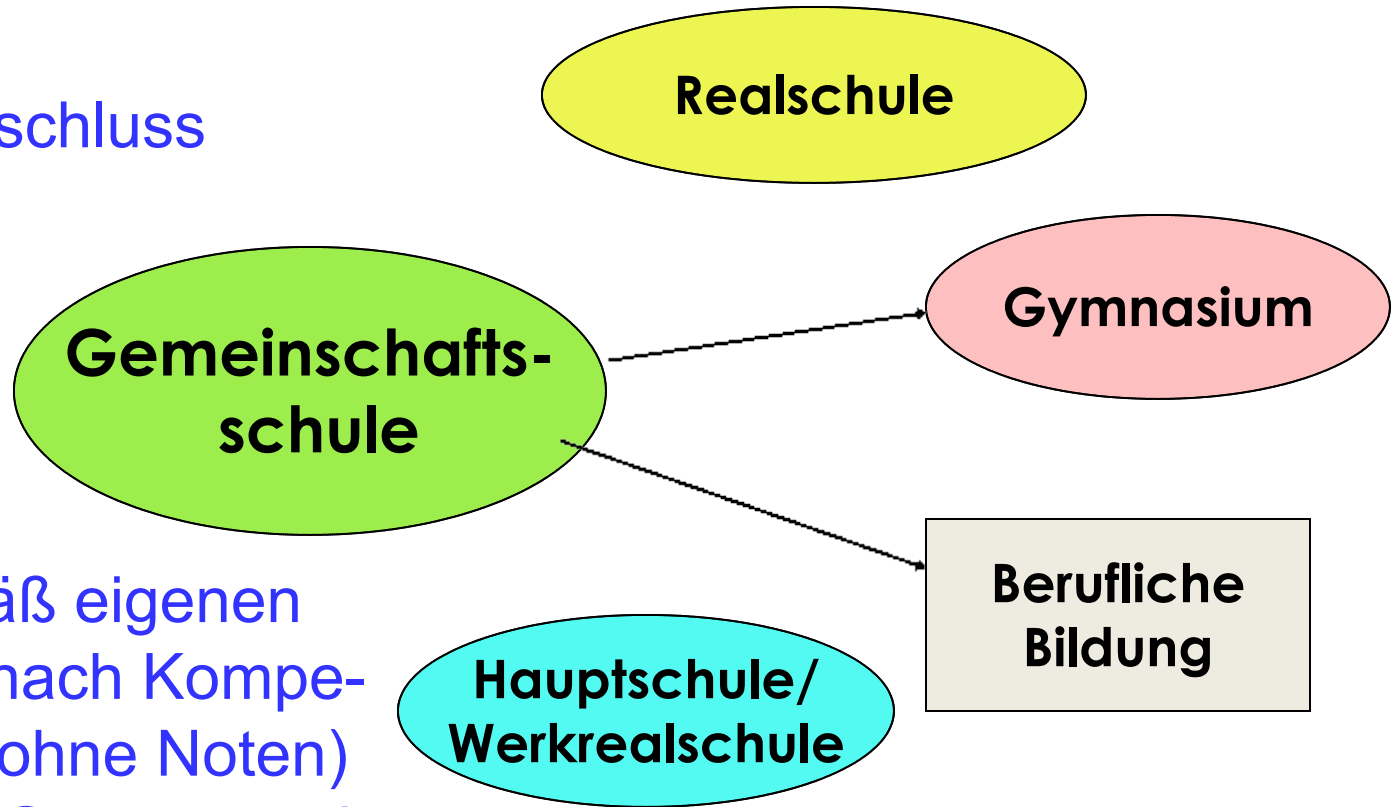 Realschule
schluss
Gymnasium
Gemeinschafts-
schule
Berufliche
Bildung
äß eigenen
nach Kompe-
ohne Noten)
Hauptschule/
Werkrealschule